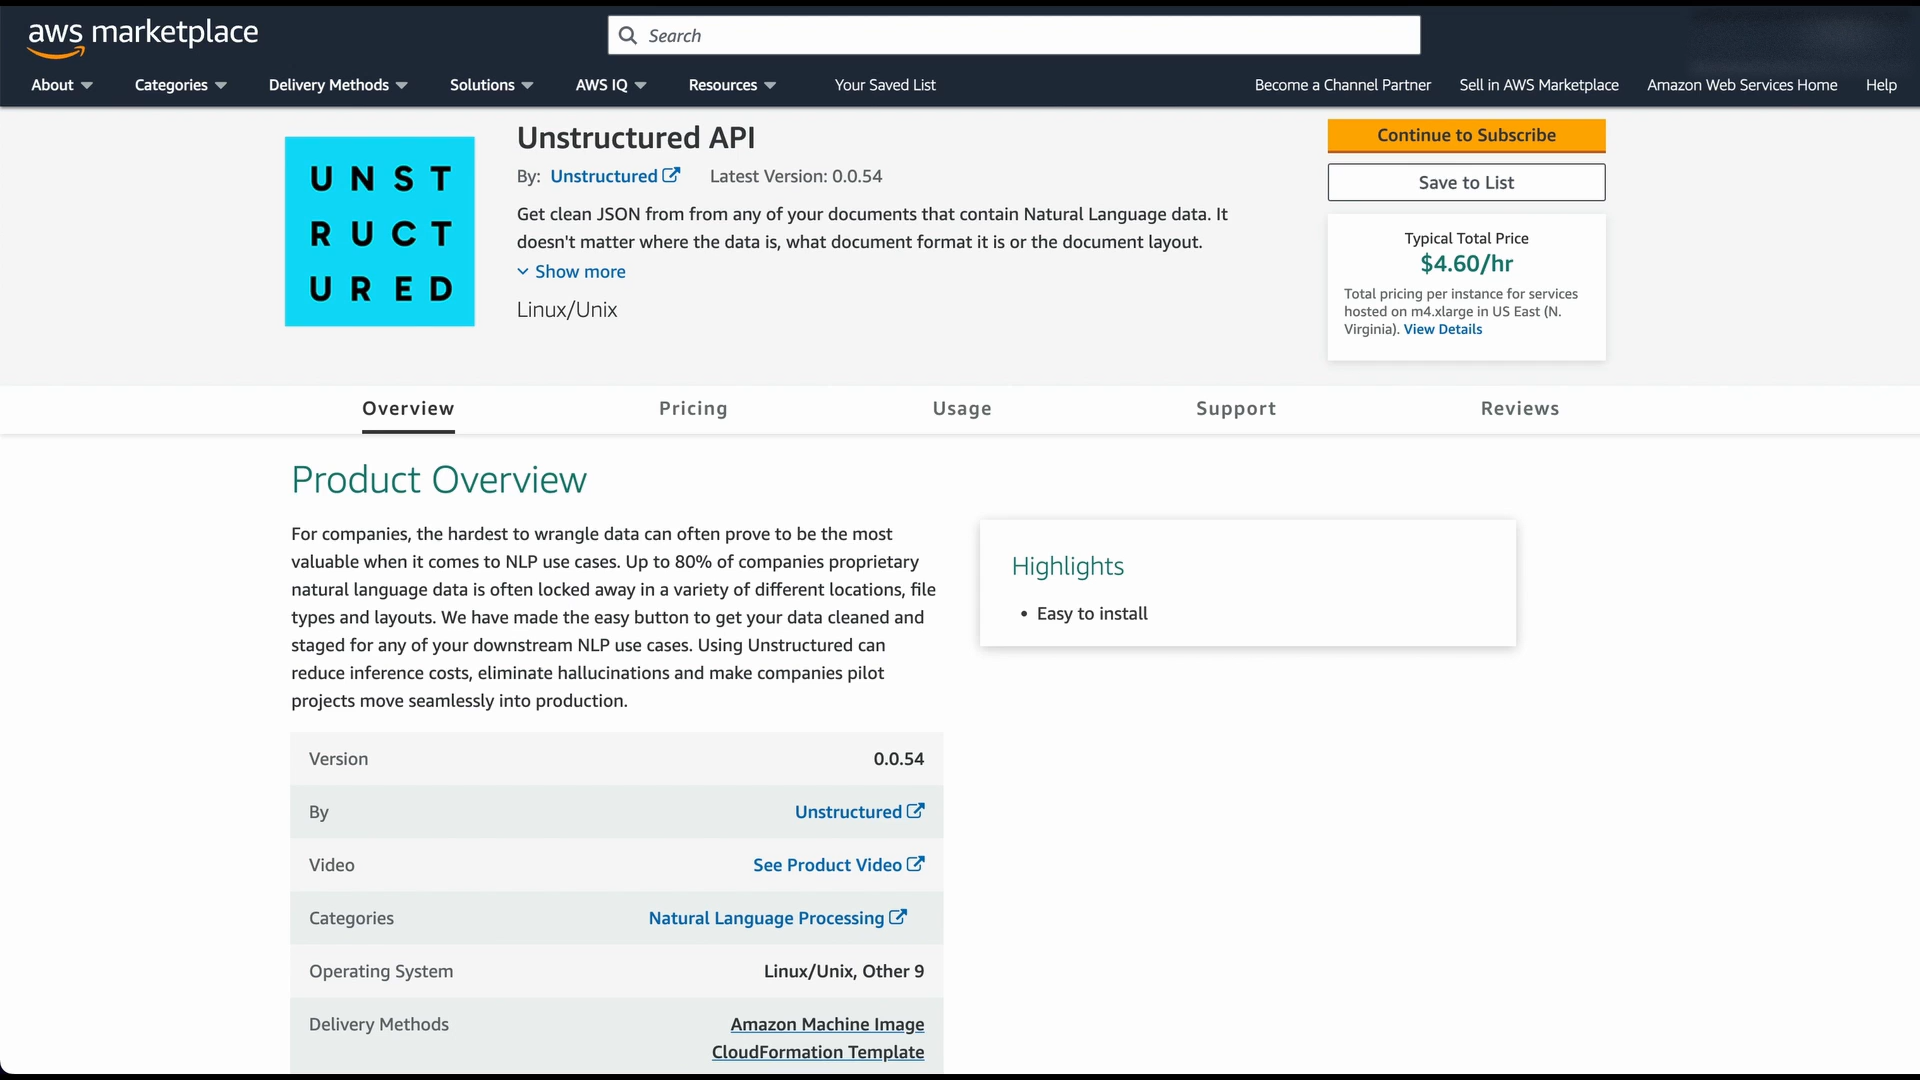 aws marketplace
Search
About
Categories
Delivery Methods
Solutions
AWS IQ
Resources
Your Saved List
Become a Channel Partner
Sell in AWS Marketplace
Amazon Web Services Home
Help
UNST
RUCT
URED
Unstructured API
By: Unstructured Latest Version: 0.0.54
Get clean JSON from from any of your documents that contain Natural Language data. It
doesn't matter where the data is, what document format it is or the document layout.
Show more
Linux/Unix
Continue to Subscribe
Save to List
Typical Total Price
$4.60/hr
Total pricing per instance for services
hosted on m4.xlarge in US East (N.
Virginia). View Details
Overview
Pricing
Usage
Support
Reviews
Product Overview
For companies, the hardest to wrangle data can often prove to be the most
valuable when it comes to NLP use cases. Up to 80% of companies proprietary
natural language data is often locked away in a variety of different locations, file
types and layouts. We have made the easy button to get your data cleaned and
staged for any of your downstream NLP use cases. Using Unstructured can
reduce inference costs, eliminate hallucinations and make companies pilot
projects move seamlessly into production.
Highlights
• Easy to install
Version 0.0.54
By Unstructured
Video See Product Video
Categories Natural Language Processing
Operating System Linux/Unix, Other 9
Delivery Methods Amazon Machine Image
CloudFormation Template